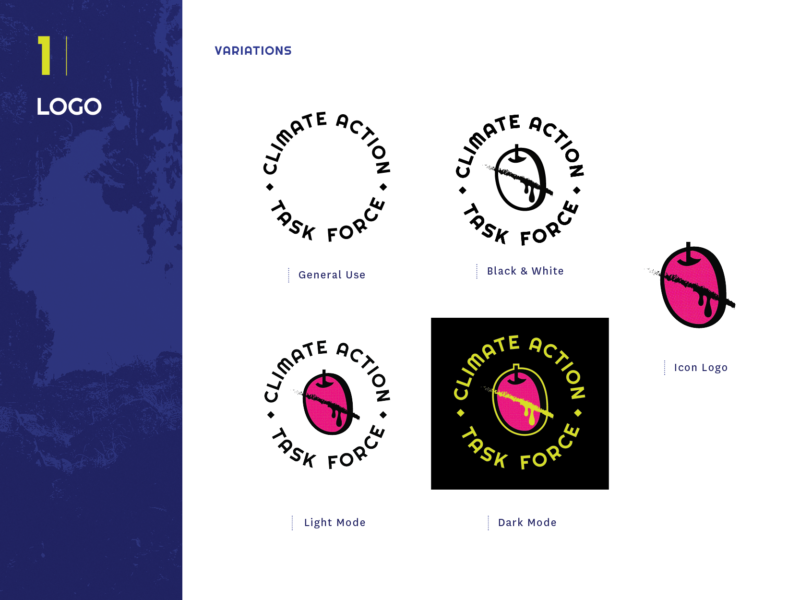 1
LOGO
VARIATIONS
CLIMATE ACTION
TASK FORCE
General Use
CLIMATE ACTION
TASK FORCE
Black & White
Icon Logo
CLIMATE ACTION
TASK FORCE
Light Mode
CLIMATE ACTION
TASK FORCE
Dark Mode